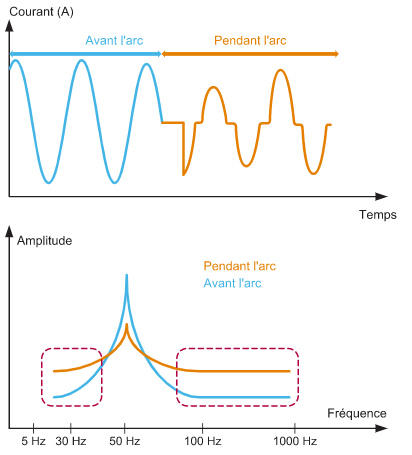 Courant (A)
Avant l'arc Pendant l'arc
Temps
Amplitude
Pendant l'arc
Avant l'arc
Fréquence
5 Hz 30 Hz 50 Hz 100 Hz 1000 Hz